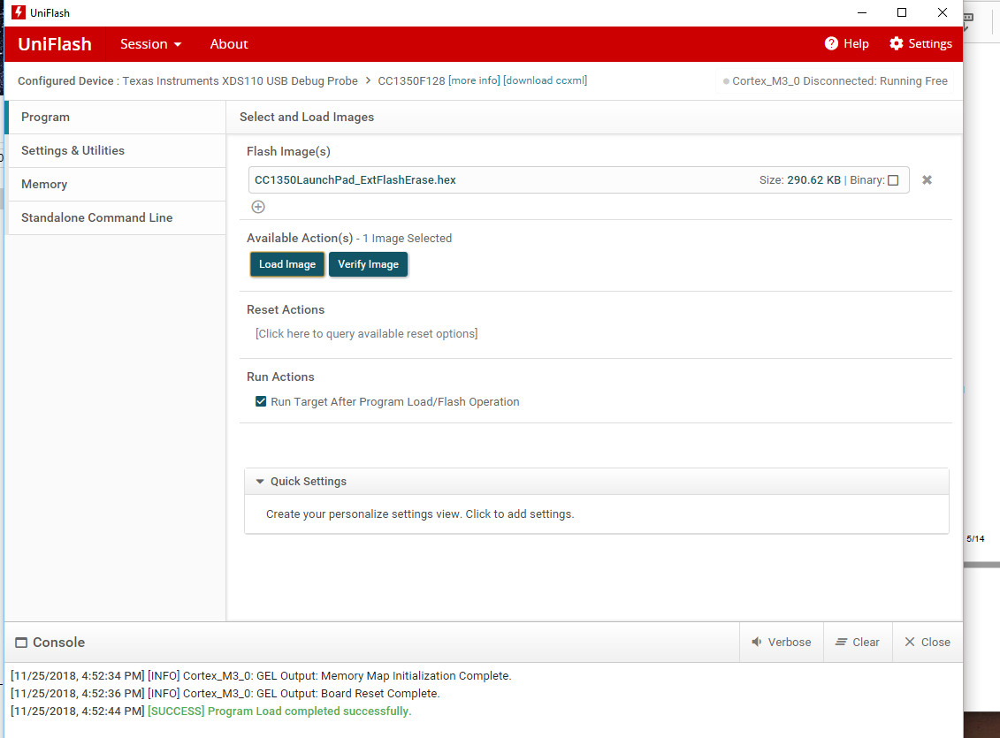 UniFlash
UniFlash Session About Help Settings
Configured Device : Texas Instruments XDS110 USB Debug Probe > CC1350F128 [more info] [download ccxml] Cortex_M3_0 Disconnected: Running Free
Program
Settings & Utilities
Memory
Standalone Command Line
Select and Load Images
Flash Image(s)
CC1350LaunchPad_ExtFlashErase.hex Size: 290.62 KB | Binary:
Available Action(s) - 1 Image Selected
Load Image Verify Image
Reset Actions
[Click here to query available reset options]
Run Actions
Run Target After Program Load/Flash Operation
Quick Settings
Create your personalize settings view. Click to add settings.
5/14
Console Verbose Clear Close
[11/25/2018, 4:52:34 PM] [INFO] Cortex_M3_0: GEL Output: Memory Map Initialization Complete.
[11/25/2018, 4:52:36 PM] [INFO] Cortex_M3_0: GEL Output: Board Reset Complete.
[11/25/2018, 4:52:44 PM] [SUCCESS] Program Load completed successfully.